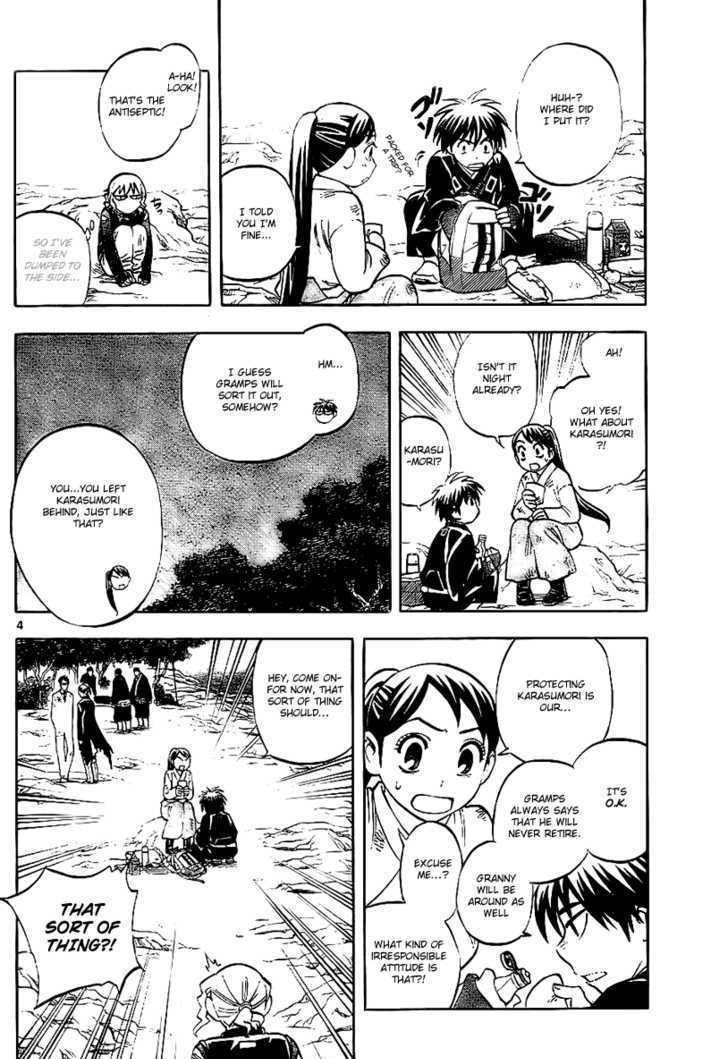 HUH-?
WHERE DID
I PUT IT?
PACKED FOR
A TRIP?
I TOLD
YOU I'M
FINE...
A-HA!
LOOK!
THAT'S THE
ANTISEPTIC!
SO I'VE
BEEN
DUMPED TO
THE SIDE...
AH!
OH YES!
WHAT ABOUT
KARASUMORI
?!
ISN'T IT
NIGHT
ALREADY?
KARASU
-MORI?
HM...
I GUESS
GRAMPS WILL
SORT IT OUT,
SOMEHOW?
YOU...YOU LEFT
KARASUMORI
BEHIND, JUST LIKE
THAT?
4
PROTECTING
KARASUMORI IS
OUR...
IT'S
O.K.
GRAMPS
ALWAYS SAYS
THAT HE WILL
NEVER RETIRE.
GRANNY
WILL BE
AROUND AS
WELL
EXCUSE
ME...?
WHAT KIND OF
IRRESPONSIBLE
ATTITUDE IS
THAT?!
HEY, COME ON-
FOR NOW, THAT
SORT OF THING
SHOULD...
THAT
SORT OF
THING?!